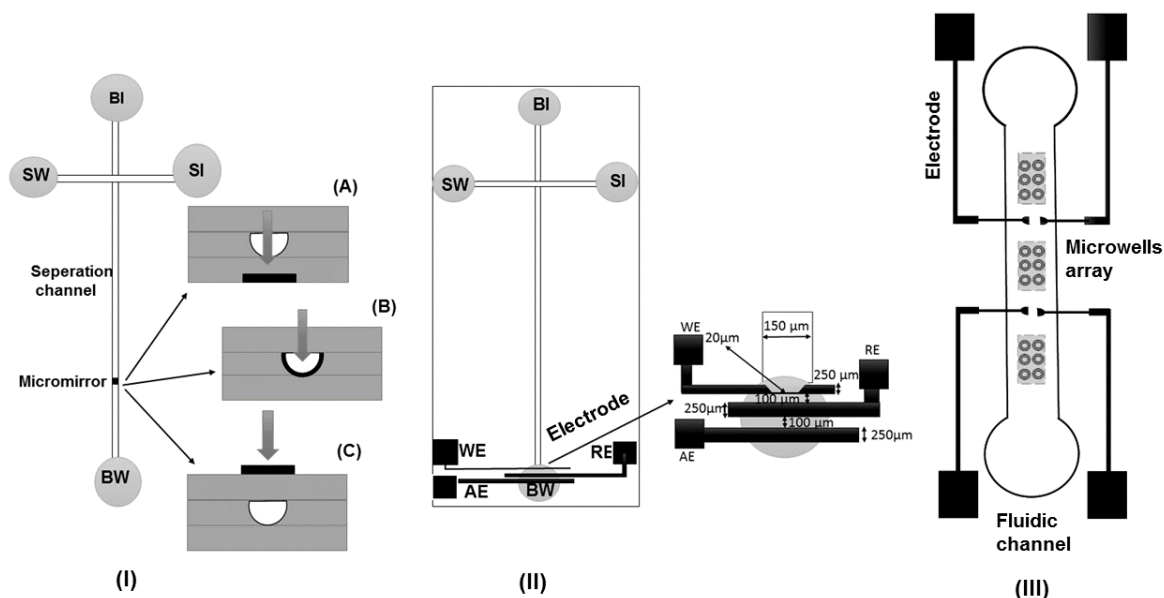 BI
SW
SI
(A)
Seperation
channel
(B)
Micromirror
(C)
BW
(I)
BI
SW
SI
WE
RE
AE
BW
Electrode
WE
20μm
150 μm
RE
250 μm
100 μm
250μm
100 μm
250μm
AE
(II)
Electrode
Microwells
array
Fluidic
channel
(III)